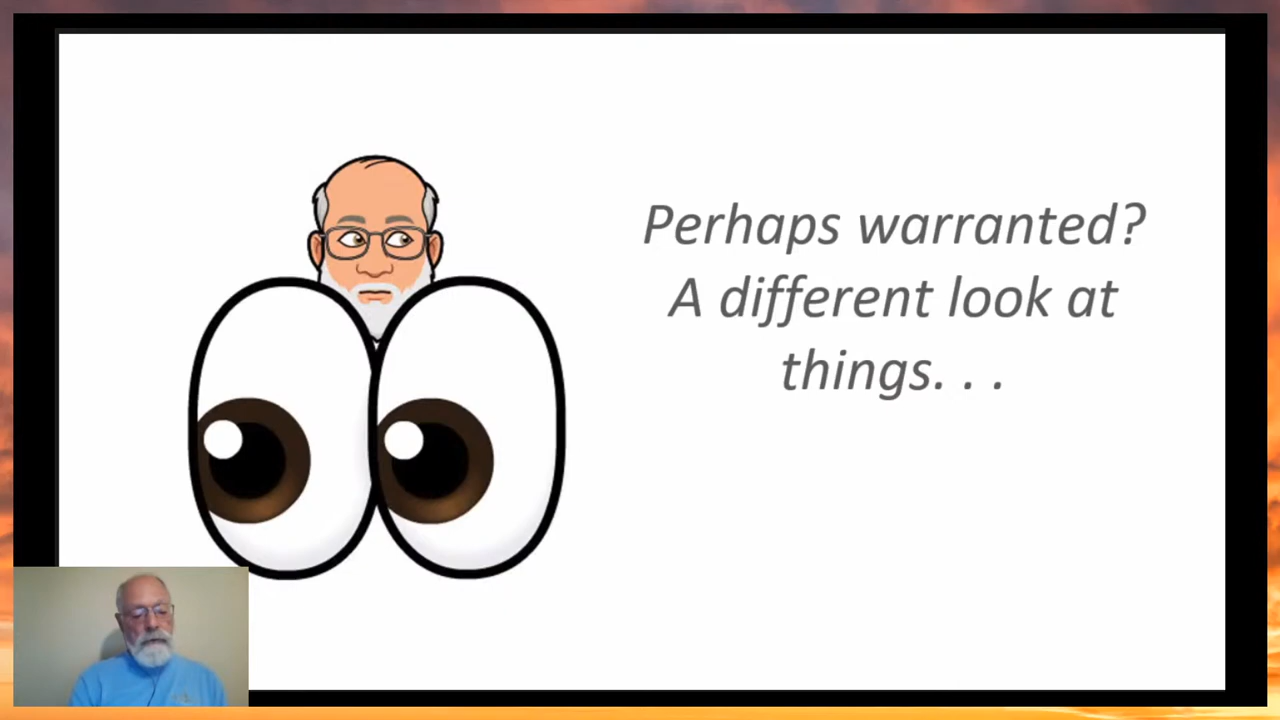 Perhaps warranted?
A different look at
things. . .